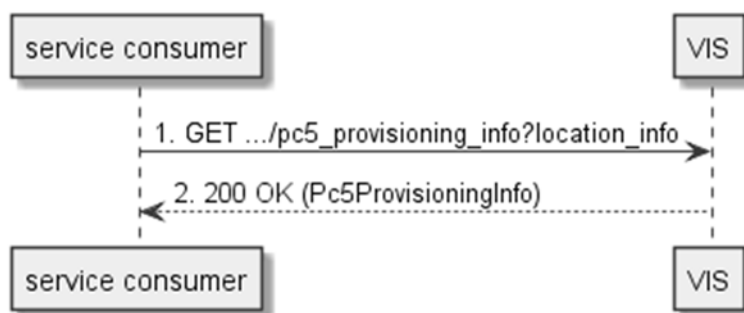 service consumer
VIS
1. GET .../pc5_provisioning_info?location_info
2. 200 OK (Pc5ProvisioningInfo)
service consumer
VIS